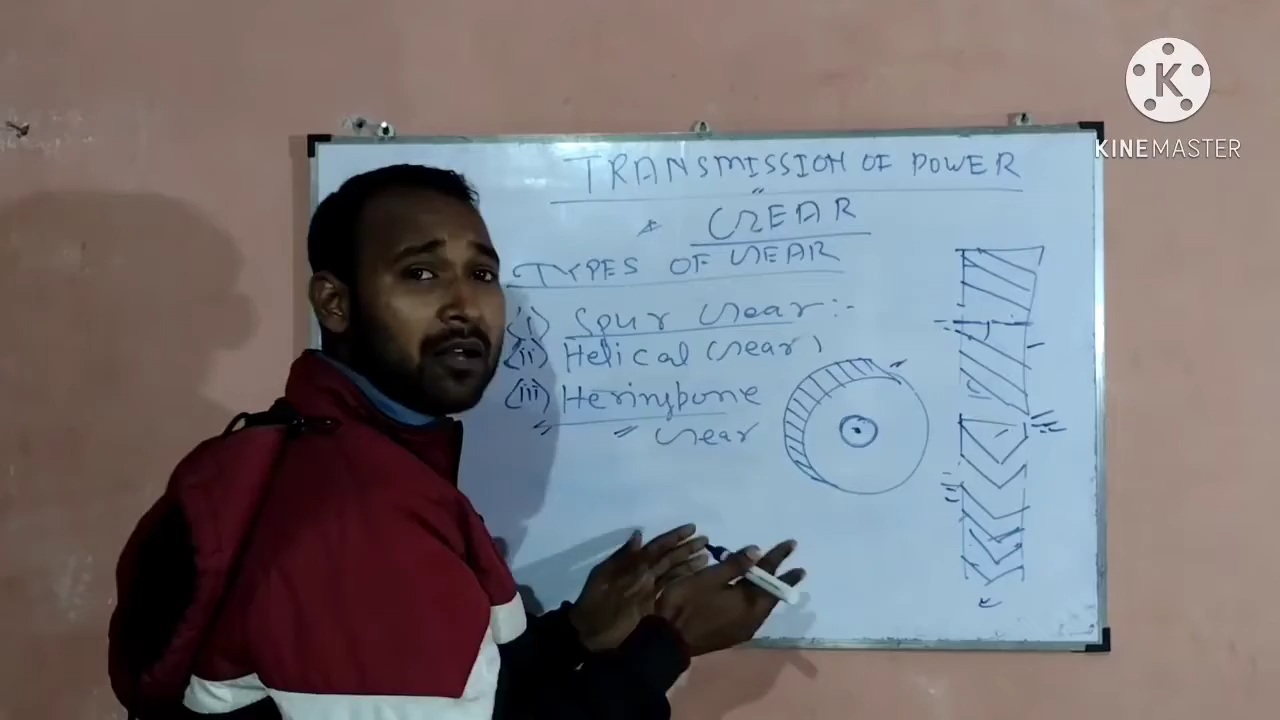 TRANSMISSION OF POWER
GEAR
TYPES OF GEAR
(i) Spur Gear :-
(ii) Helical Gear
(iii) Heringbone
Gear
K
KINEMASTER